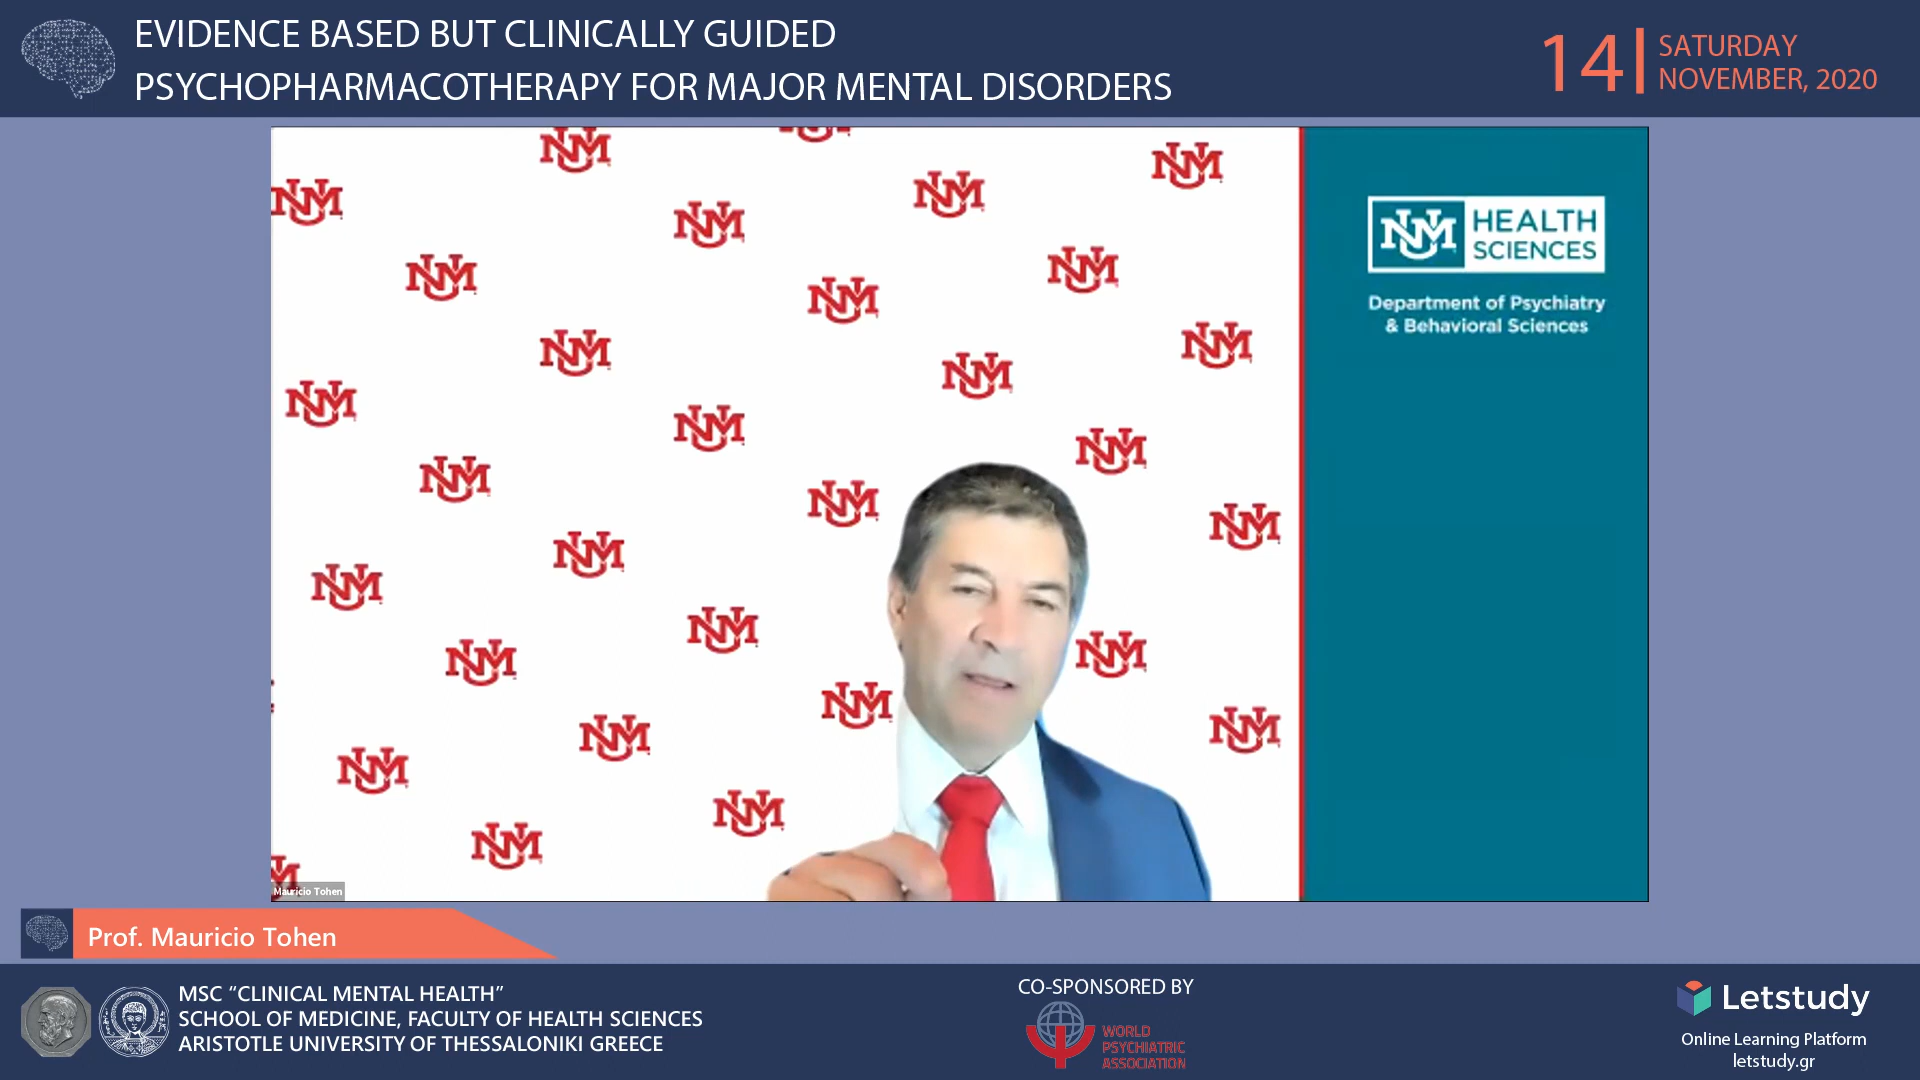 EVIDENCE BASED BUT CLINICALLY GUIDED
PSYCHOPHARMACOTHERAPY FOR MAJOR MENTAL DISORDERS
14
SATURDAY
NOVEMBER, 2020
UNM
UNM
HEALTH
SCIENCES
Department of Psychiatry
& Behavioral Sciences
Mauricio Tohen
Prof. Mauricio Tohen
MSC “CLINICAL MENTAL HEALTH”
SCHOOL OF MEDICINE, FACULTY OF HEALTH SCIENCES
ARISTOTLE UNIVERSITY OF THESSALONIKI GREECE
CO-SPONSORED BY
WORLD
PSYCHIATRIC
ASSOCIATION
Letstudy
Online Learning Platform
letstudy.gr